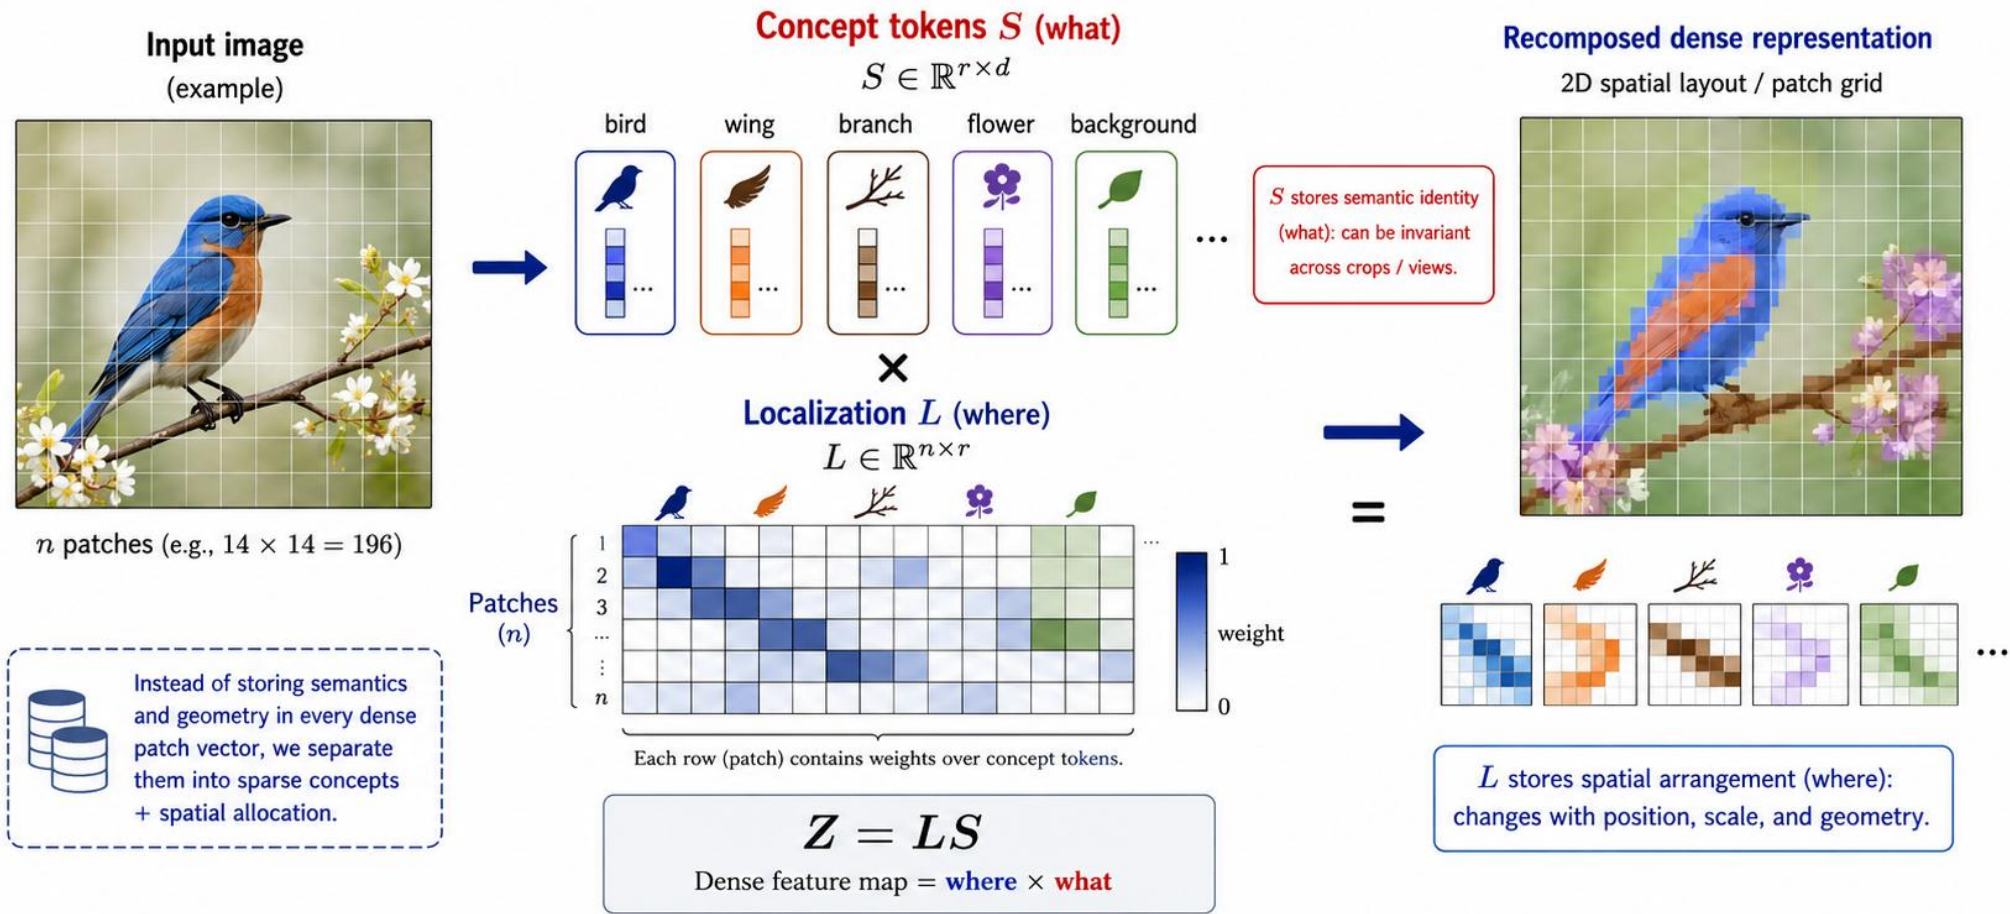 Input image
(example)
n patches (e.g., 14 × 14 = 196)
Instead of storing semantics
and geometry in every dense
patch vector, we separate
them into sparse concepts
+ spatial allocation.
Concept tokens S (what)
S ∈ ℝ^{r×d}
bird wing branch flower background
... ... ... ... ...
...
S stores semantic identity
(what): can be invariant
across crops / views.
×
Localization L (where)
L ∈ ℝ^{n×r}
Patches
(n)
1
2
3
...
⋮
n
...
1
weight
0
Each row (patch) contains weights over concept tokens.
Z = LS
Dense feature map = where × what
=
Recomposed dense representation
2D spatial layout / patch grid
...
L stores spatial arrangement (where):
changes with position, scale, and geometry.